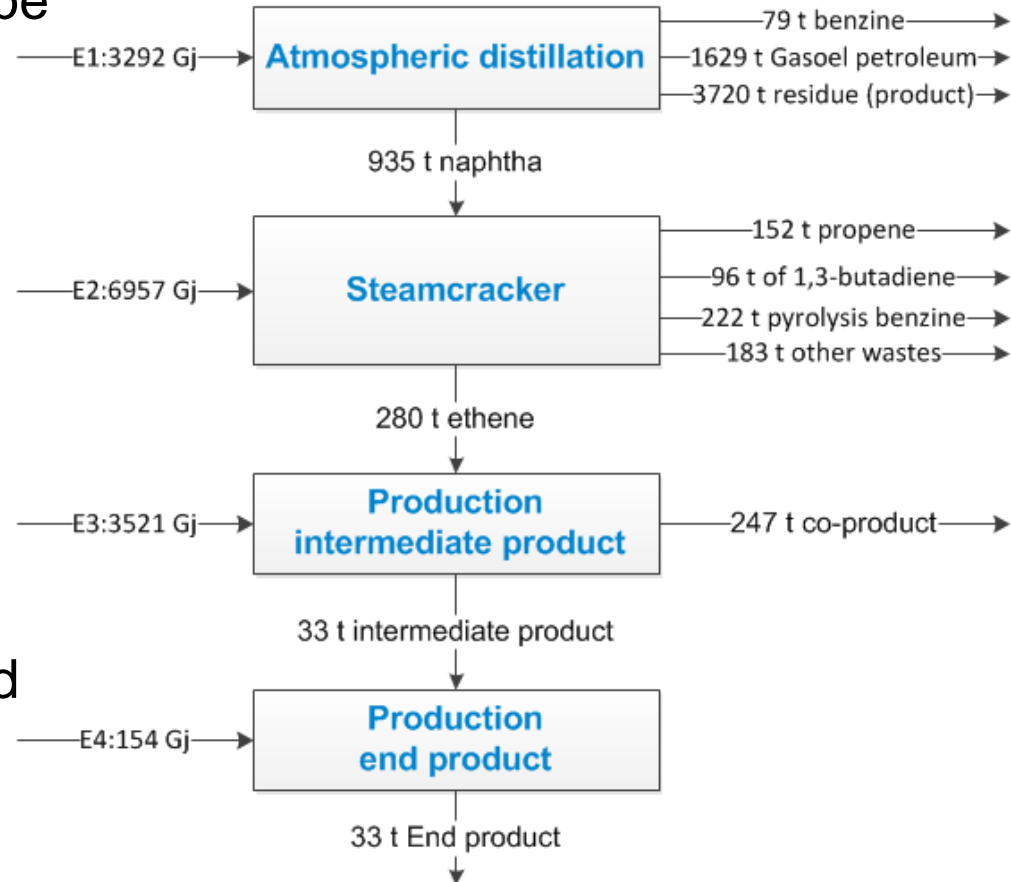 E1:3292 Gj
Atmospheric distillation
79 t benzine
1629 t Gasoel petroleum
3720 t residue (product)
935 t naphtha
E2:6957 Gj
Steamcracker
152 t propene
96 t of 1,3-butadiene
222 t pyrolysis benzine
183 t other wastes
280 t ethene
E3:3521 Gj
Production
intermediate product
247 t co-product
33 t intermediate product
E4:154 Gj
Production
end product
33 t End product